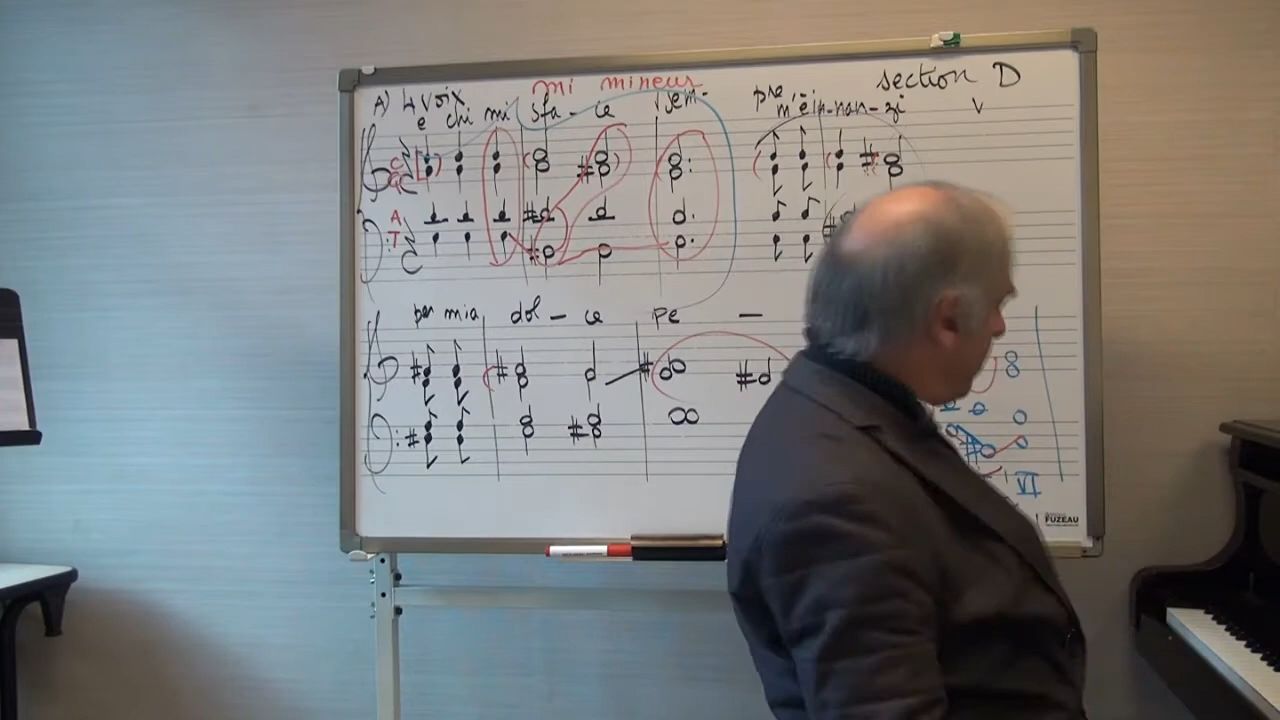 mi mineur section D
A) 4 voix
e chi mi sfa - ce sem- pre m'è in-nan-zi V
C
A
T
per mia dol - ce pe -
VI
FUZEAU